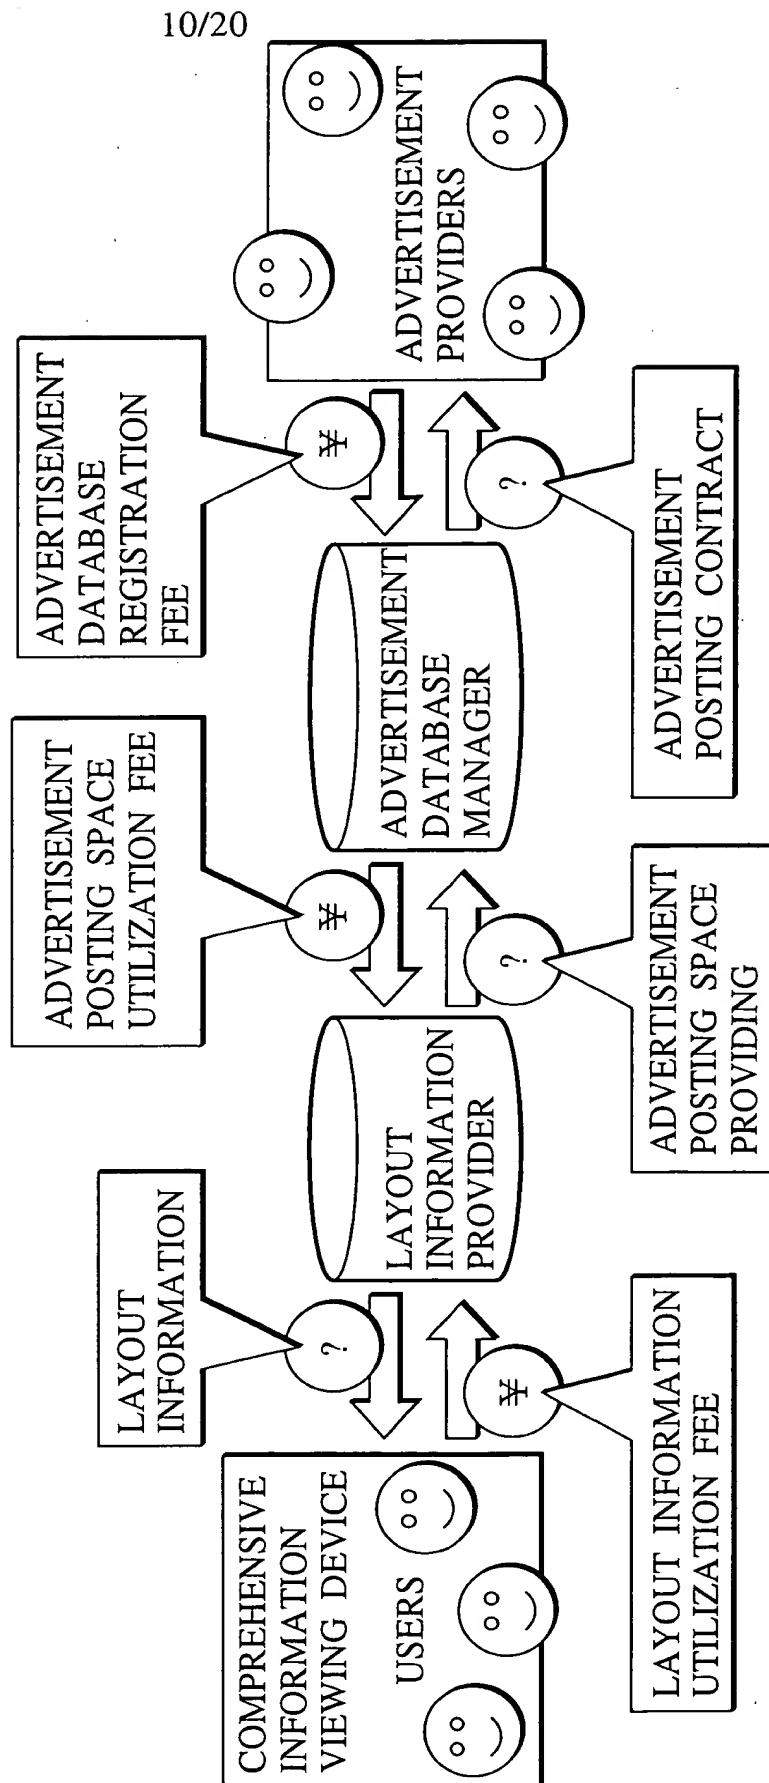 10/20
COMPREHENSIVE
INFORMATION
VIEWING DEVICE
USERS
LAYOUT
INFORMATION
?
¥
LAYOUT INFORMATION
UTILIZATION FEE
LAYOUT
INFORMATION
PROVIDER
ADVERTISEMENT
POSTING SPACE
UTILIZATION FEE
¥
?
ADVERTISEMENT
POSTING SPACE
PROVIDING
ADVERTISEMENT
DATABASE
MANAGER
ADVERTISEMENT
DATABASE
REGISTRATION
FEE
¥
?
ADVERTISEMENT
POSTING CONTRACT
ADVERTISEMENT
PROVIDERS